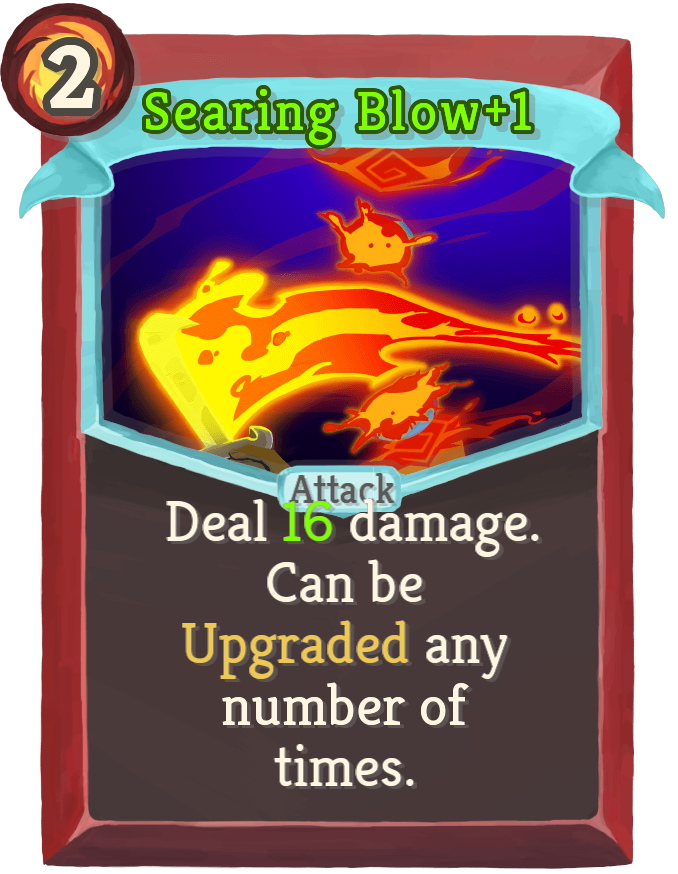 2
Searing Blow+1
Attack
Deal 16 damage.
Can be
Upgraded any
number of
times.